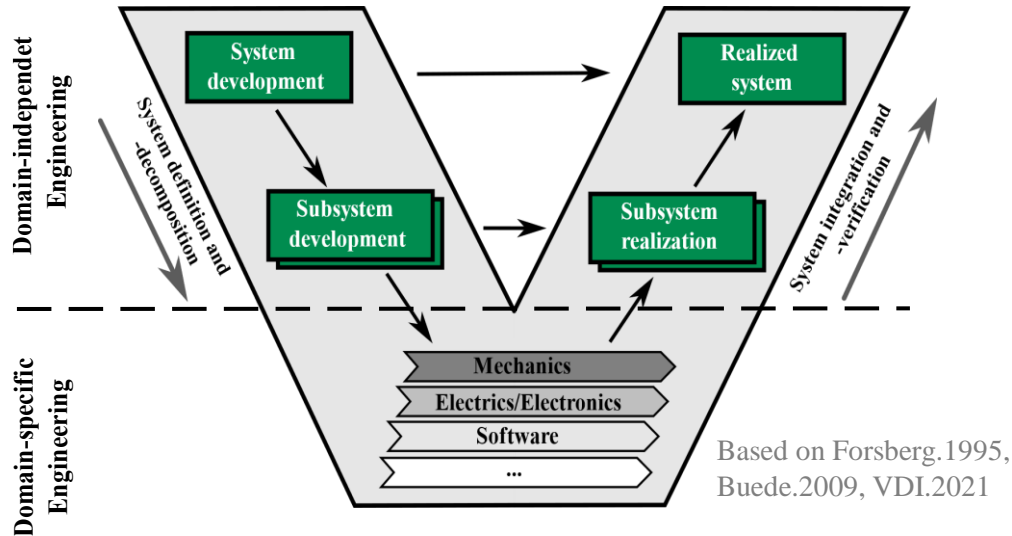 Domain-independet
Engineering
System definition and
-decomposition
System
development
Realized
system
Subsystem
development
Subsystem
realization
System integration and
-verification
Domain-specific
Engineering
Mechanics
Electrics/Electronics
Software
...
Based on Forsberg.1995,
Buede.2009, VDI.2021